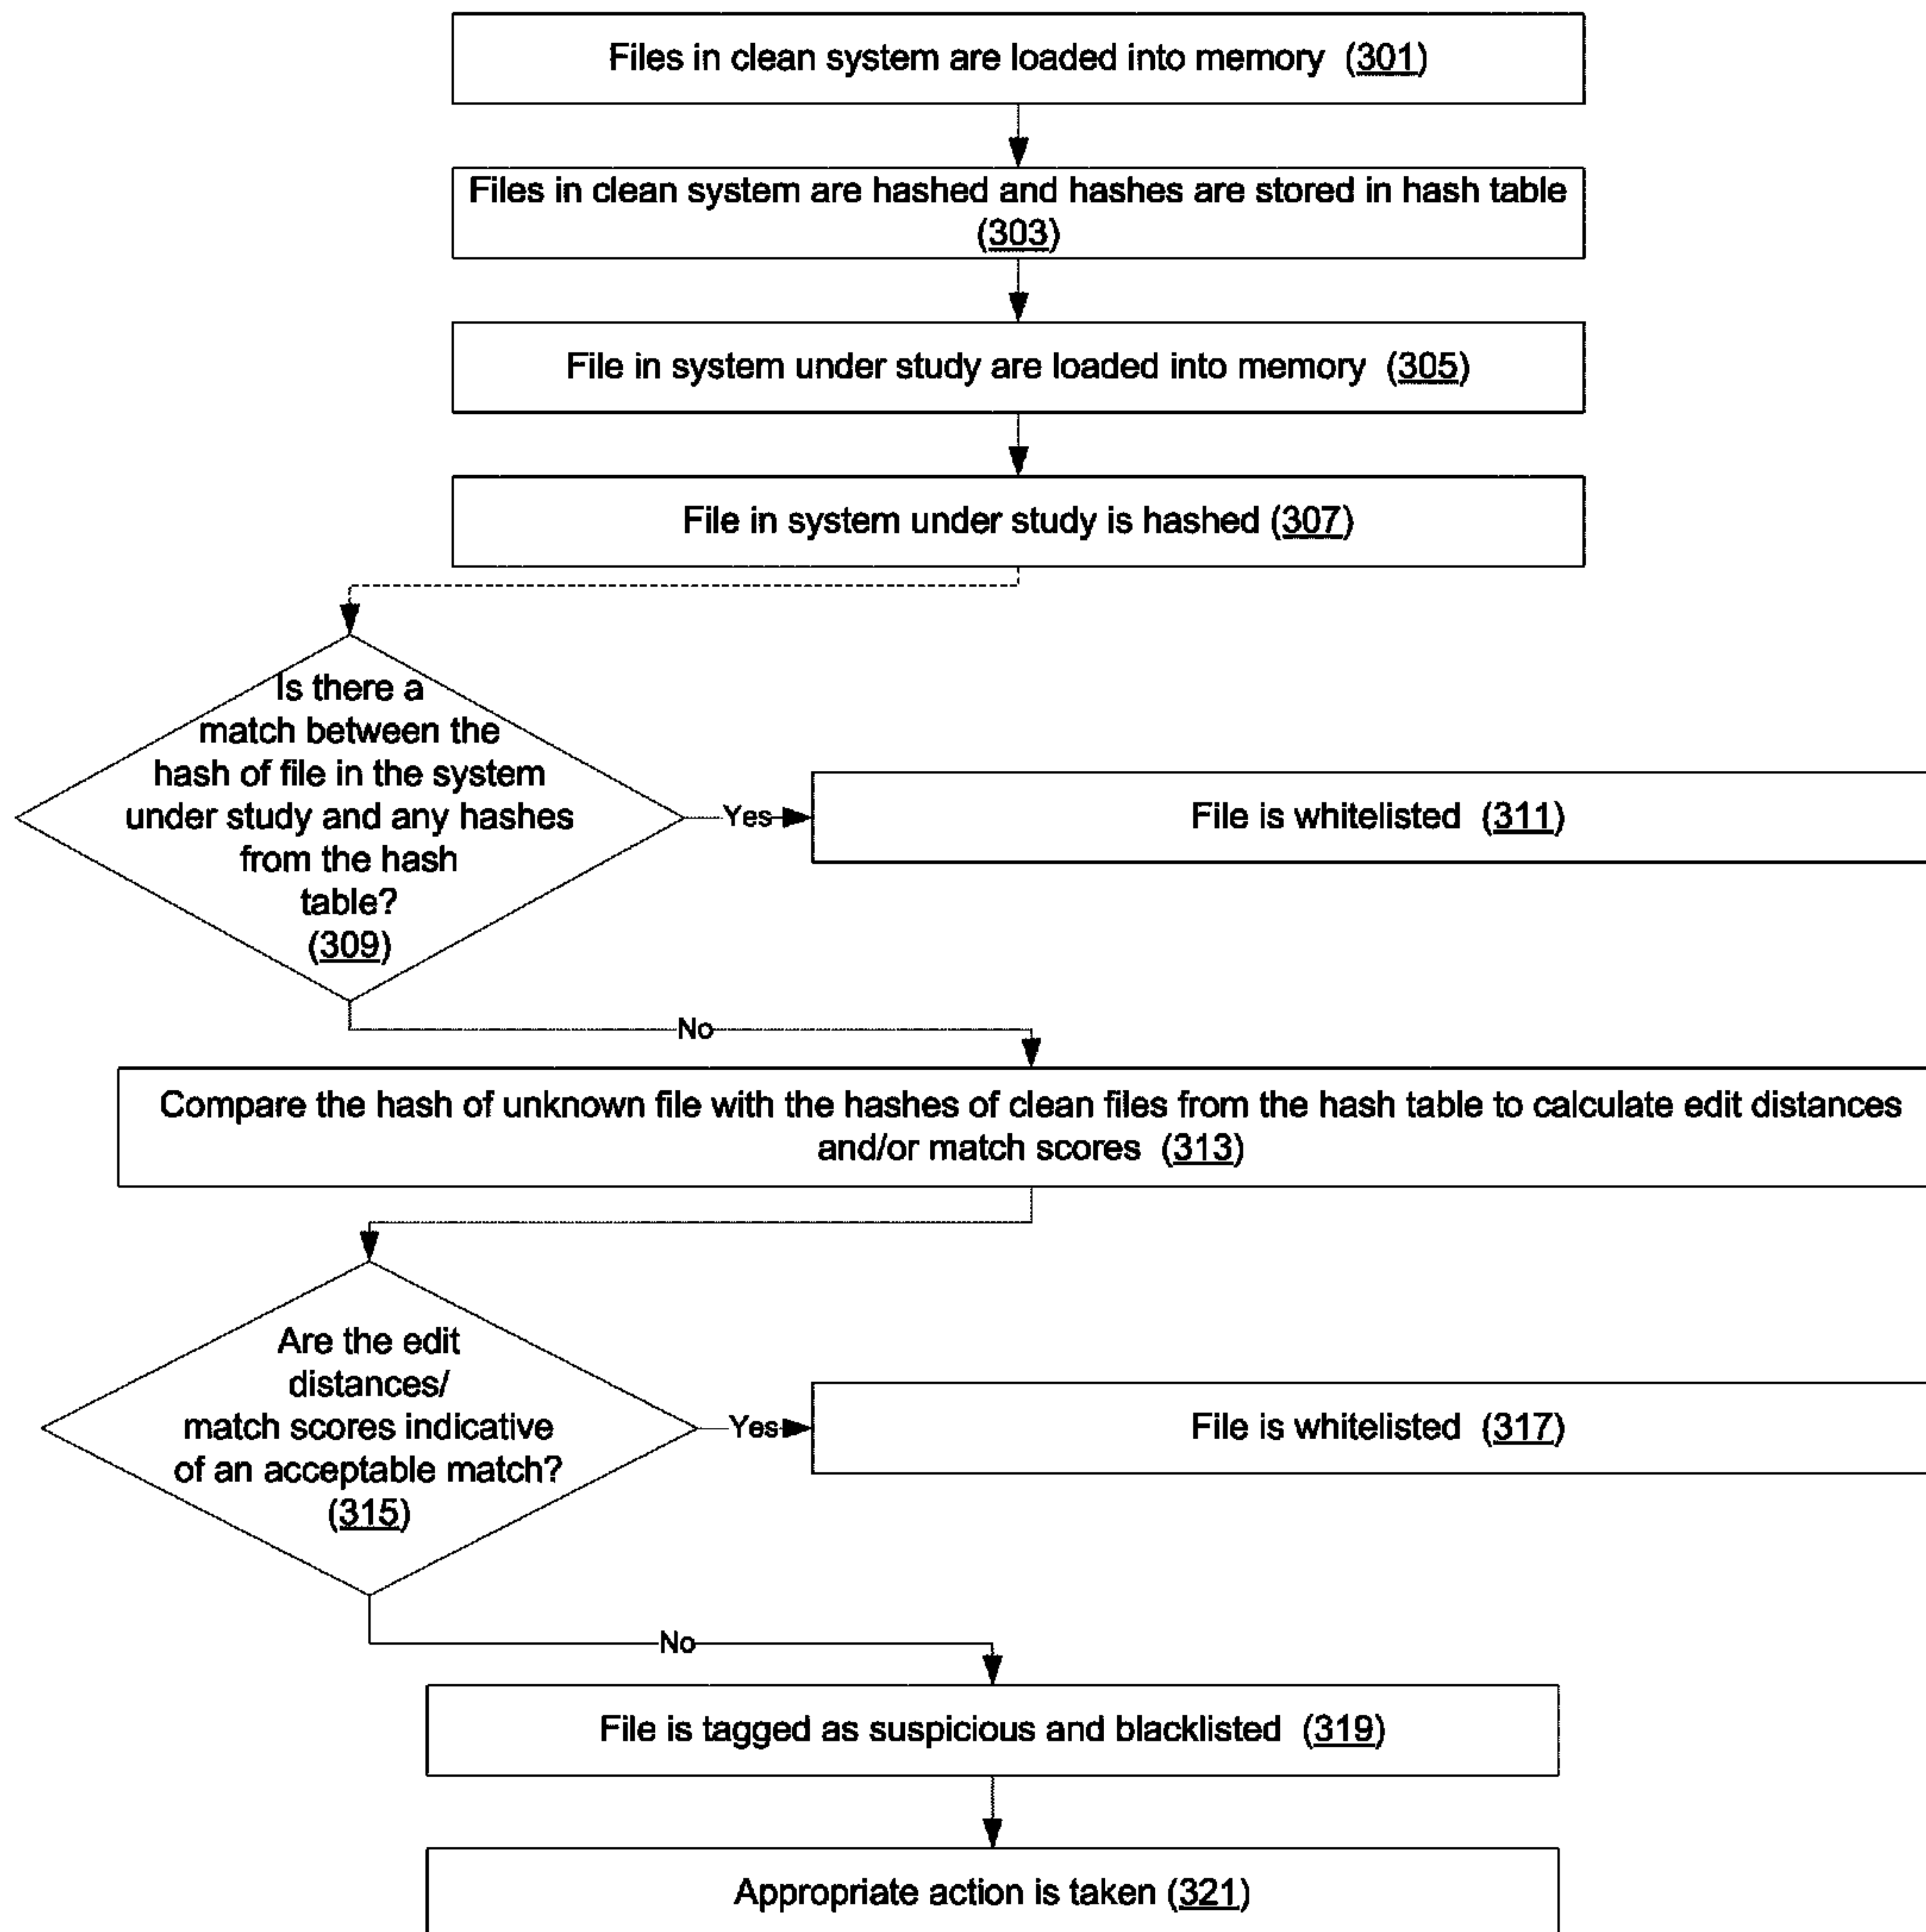 Files in clean system are loaded into memory (301)
Files in clean system are hashed and hashes are stored in hash table
(303)
File in system under study are loaded into memory (305)
File in system under study is hashed (307)
Is there a
match between the
hash of file in the system
under study and any hashes
from the hash
table?
(309)
Yes
File is whitelisted (311)
No
Compare the hash of unknown file with the hashes of clean files from the hash table to calculate edit distances
and/or match scores (313)
Are the edit
distances/
match scores indicative
of an acceptable match?
(315)
Yes
File is whitelisted (317)
No
File is tagged as suspicious and blacklisted (319)
Appropriate action is taken (321)